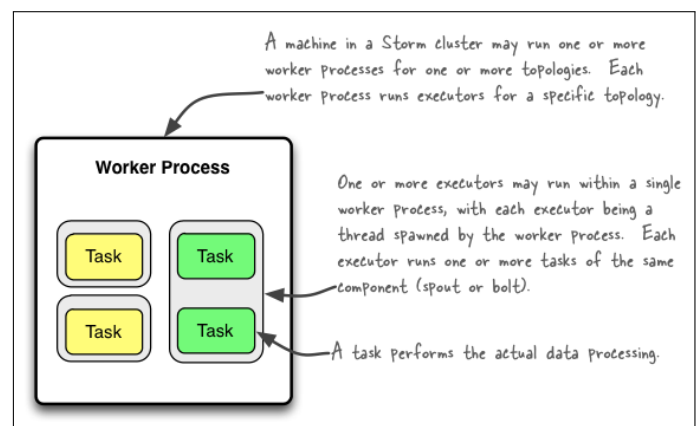 A machine in a Storm cluster may run one or more
worker processes for one or more topologies. Each
worker process runs executors for a specific topology.
Worker Process
One or more executors may run within a single
worker process, with each executor being a
thread spawned by the worker process. Each
executor runs one or more tasks of the same
component (spout or bolt).
Task
Task
Task
Task
A task performs the actual data processing.